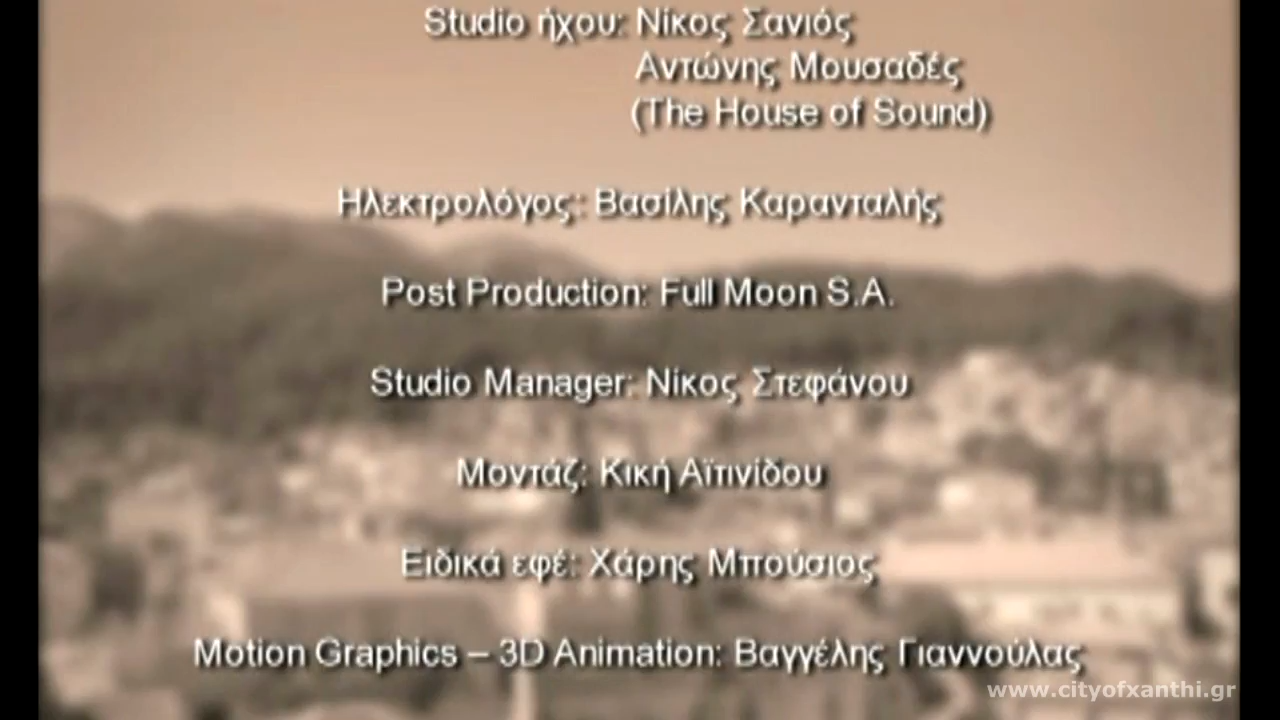 Studio ήχου: Νίκος Σανιός
Αντώνης Μουσαδές
(The House of Sound)
Ηλεκτρολόγος: Βασίλης Καρανταλής
Post Production: Full Moon S.A.
Studio Manager: Νίκος Στεφάνου
Μοντάζ: Κική Αϊτινίδου
Ειδικά εφέ: Χάρης Μπούσιος
Motion Graphics – 3D Animation: Βαγγέλης Γιαννούλας
www.cityofxanthi.gr